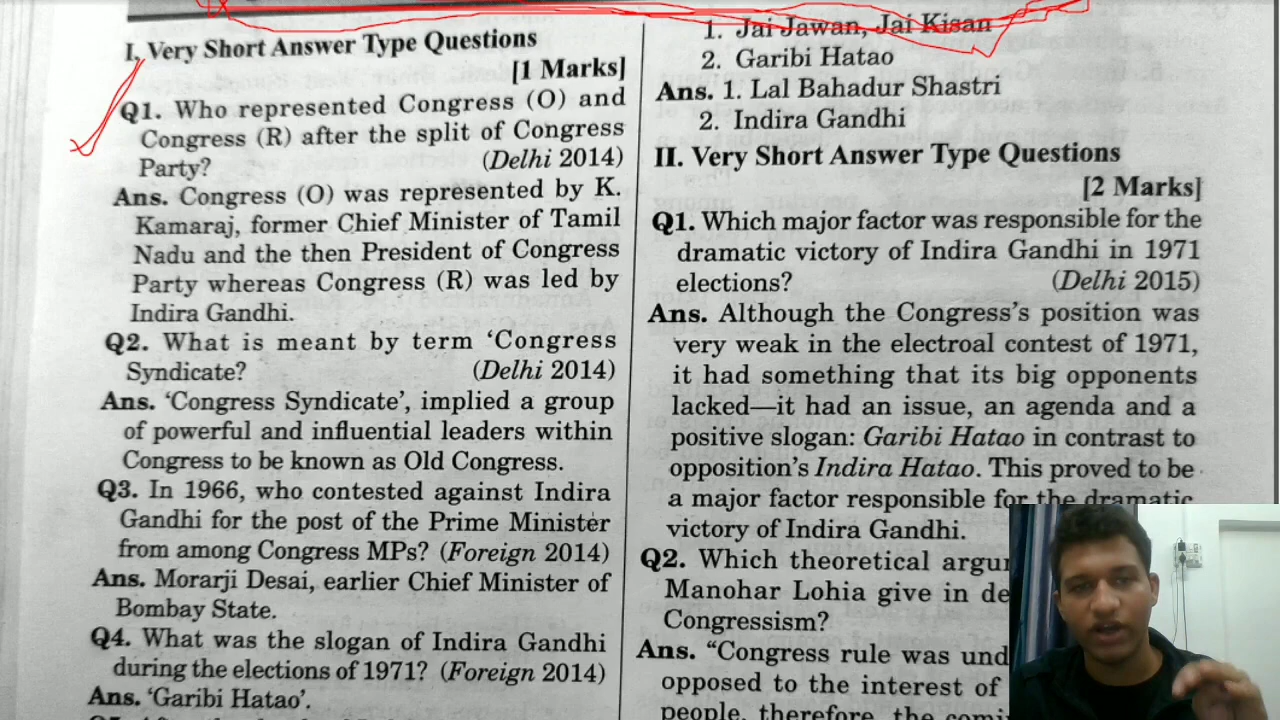 I. Very Short Answer Type Questions
[1 Marks]
Q1. Who represented Congress (O) and
Congress (R) after the split of Congress
Party? (Delhi 2014)
Ans. Congress (O) was represented by K.
Kamaraj, former Chief Minister of Tamil
Nadu and the then President of Congress
Party whereas Congress (R) was led by
Indira Gandhi.
Q2. What is meant by term ‘Congress
Syndicate? (Delhi 2014)
Ans. ‘Congress Syndicate’, implied a group
of powerful and influential leaders within
Congress to be known as Old Congress.
Q3. In 1966, who contested against Indira
Gandhi for the post of the Prime Minister
from among Congress MPs? (Foreign 2014)
Ans. Morarji Desai, earlier Chief Minister of
Bombay State.
Q4. What was the slogan of Indira Gandhi
during the elections of 1971? (Foreign 2014)
Ans. ‘Garibi Hatao’.
1. Jai Jawan, Jai Kisan
2. Garibi Hatao
Ans. 1. Lal Bahadur Shastri
2. Indira Gandhi
II. Very Short Answer Type Questions
[2 Marks]
Q1. Which major factor was responsible for the
dramatic victory of Indira Gandhi in 1971
elections? (Delhi 2015)
Ans. Although the Congress’s position was
very weak in the electroal contest of 1971,
it had something that its big opponents
lacked—it had an issue, an agenda and a
positive slogan: Garibi Hatao in contrast to
opposition’s Indira Hatao. This proved to be
a major factor responsible for the dramatic
victory of Indira Gandhi.
Q2. Which theoretical
Manohar Lohia give in
Congressism?
Ans. “Congress rule was
opposed to the interest of
people, therefore, the